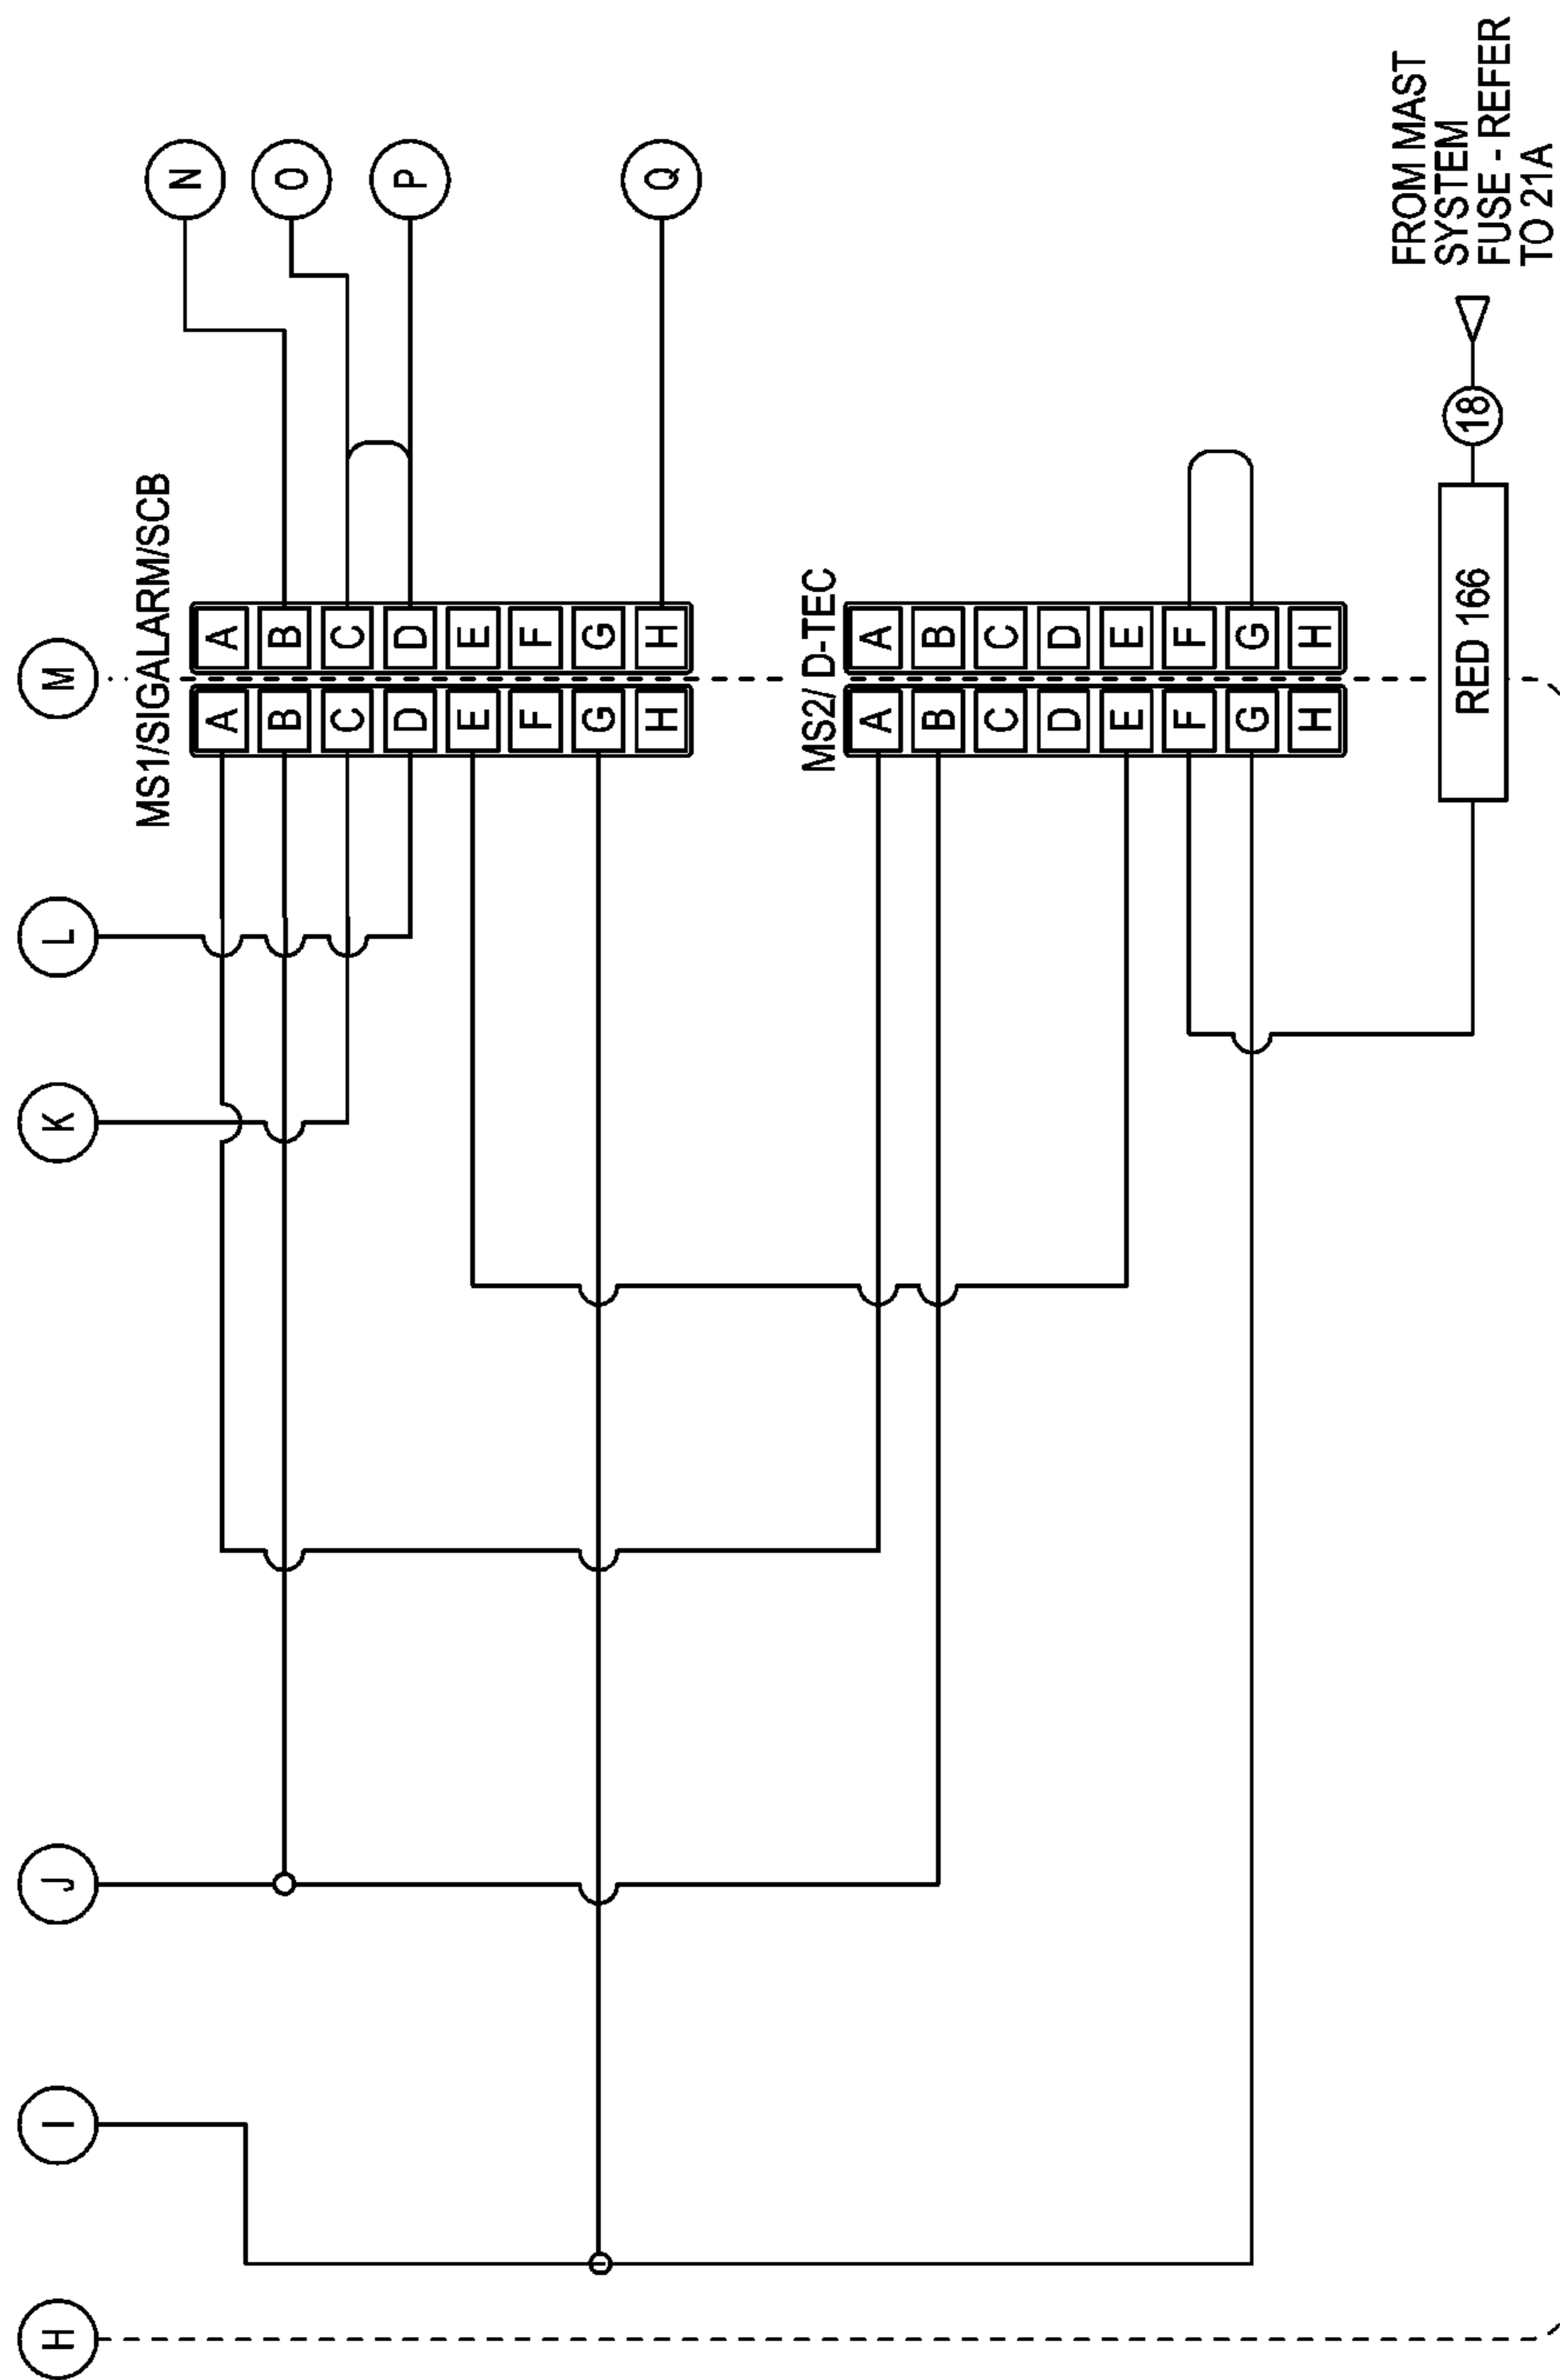 H
I
J
K
L
M
MS1/SIGALARM/SCB
N
O
P
Q
A A
B B
C C
D D
E E
F F
G G
H H
MS2/ D-TEC
A A
B B
C C
D D
E E
F F
G G
H H
RED 166
18
FROM MAST
SYSTEM
FUSE - REFER
TO 21A